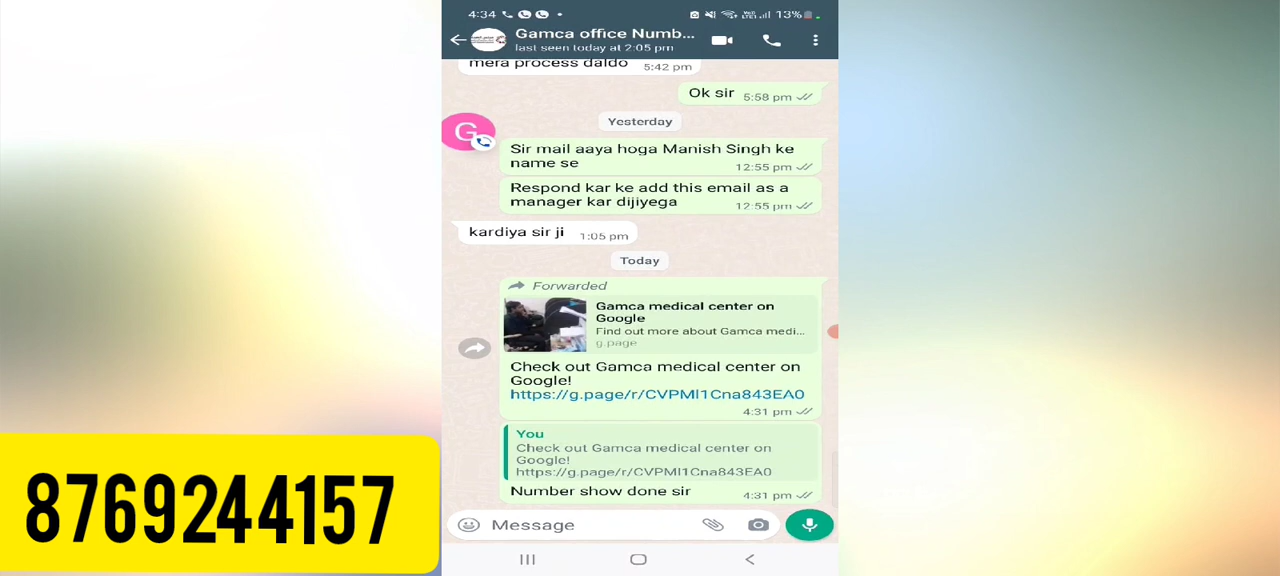 4:34
13%
Gamca office Numb...
last seen today at 2:05 pm
mera process daldo 5:42 pm
Ok sir 5:58 pm
Yesterday
G
Sir mail aaya hoga Manish Singh ke
name se 12:55 pm
Respond kar ke add this email as a
manager kar dijiyega 12:55 pm
kardiya sir ji 1:05 pm
Today
Forwarded
Gamca medical center on
Google
Find out more about Gamca medi...
g.page
Check out Gamca medical center on
Google!
https://g.page/r/CVPMl1Cna843EA0
4:31 pm
You
Check out Gamca medical center on
Google!
https://g.page/r/CVPMl1Cna843EA0
Number show done sir 4:31 pm
Message
8769244157